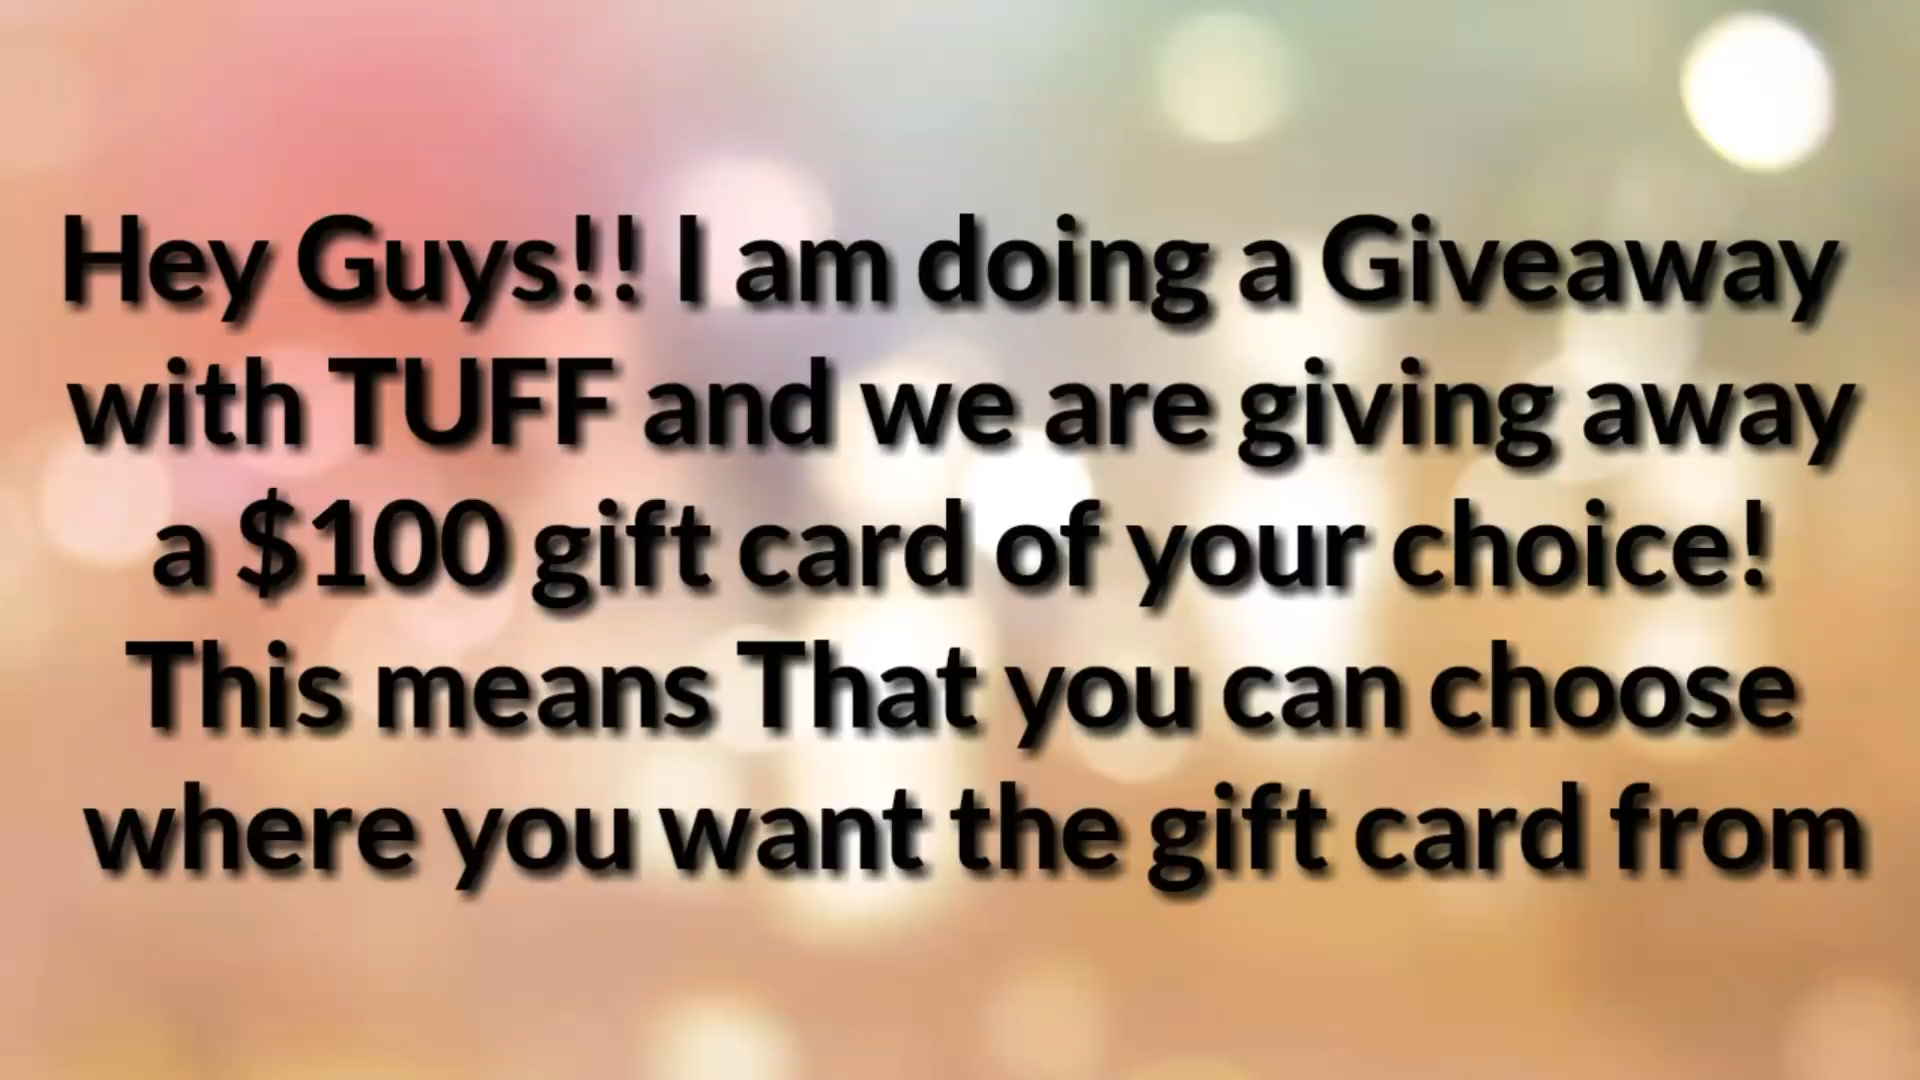 Hey Guys!! I am doing a Giveaway
with TUFF and we are giving away
a $100 gift card of your choice!
This means That you can choose
where you want the gift card from